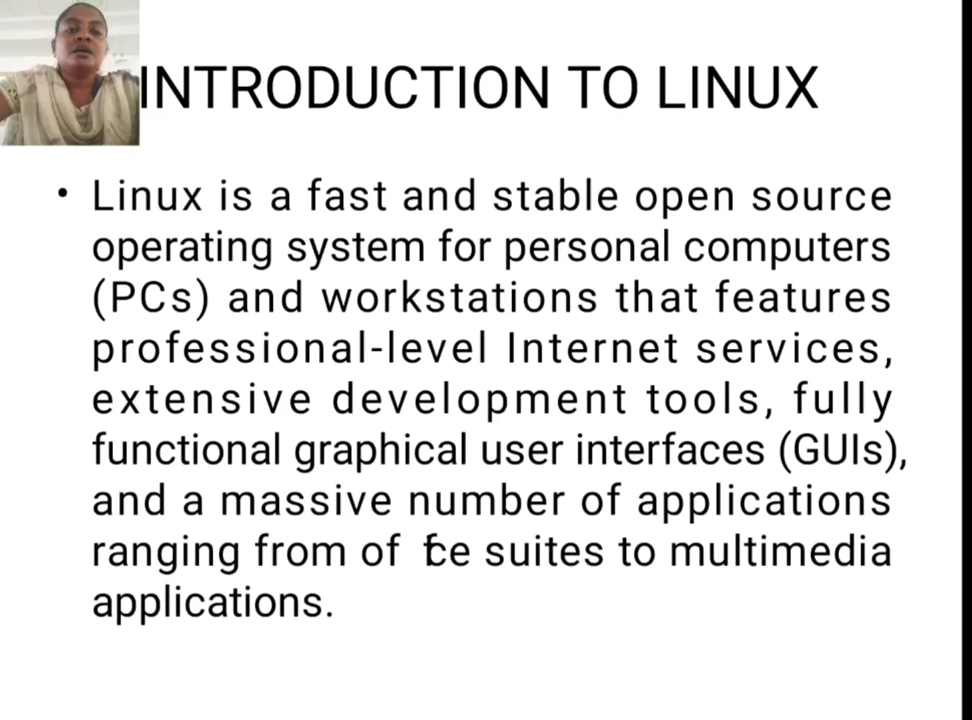 INTRODUCTION TO LINUX
• Linux is a fast and stable open source
operating system for personal computers
(PCs) and workstations that features
professional-level Internet services,
extensive development tools, fully
functional graphical user interfaces (GUIs),
and a massive number of applications
ranging from of ce suites to multimedia
applications.